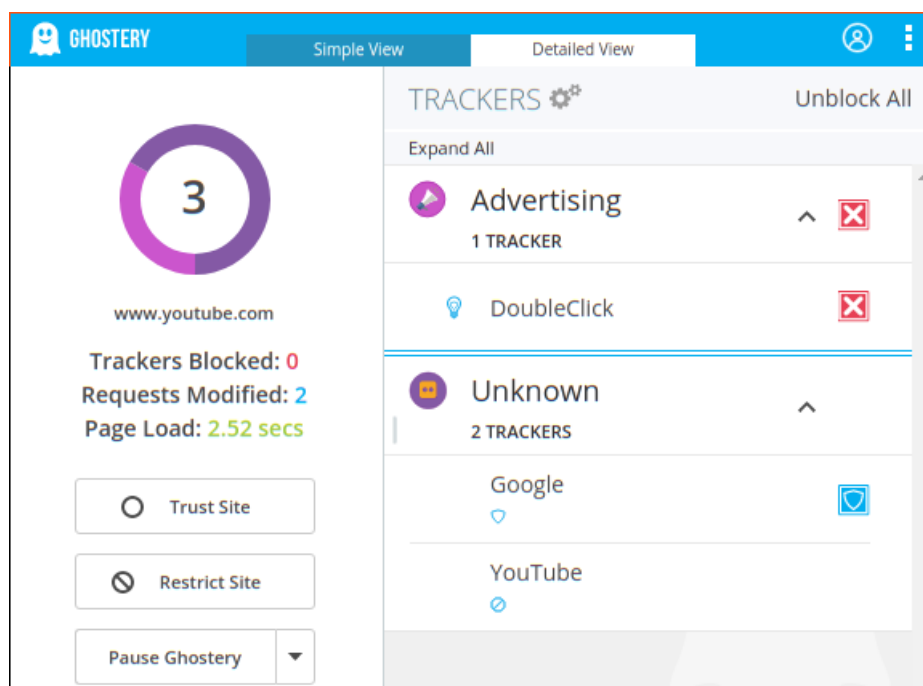 GHOSTERY
Simple View
Detailed View
3
www.youtube.com
Trackers Blocked: 0
Requests Modified: 2
Page Load: 2.52 secs
Trust Site
Restrict Site
Pause Ghostery
TRACKERS
Unblock All
Expand All
Advertising
1 TRACKER
DoubleClick
Unknown
2 TRACKERS
Google
YouTube